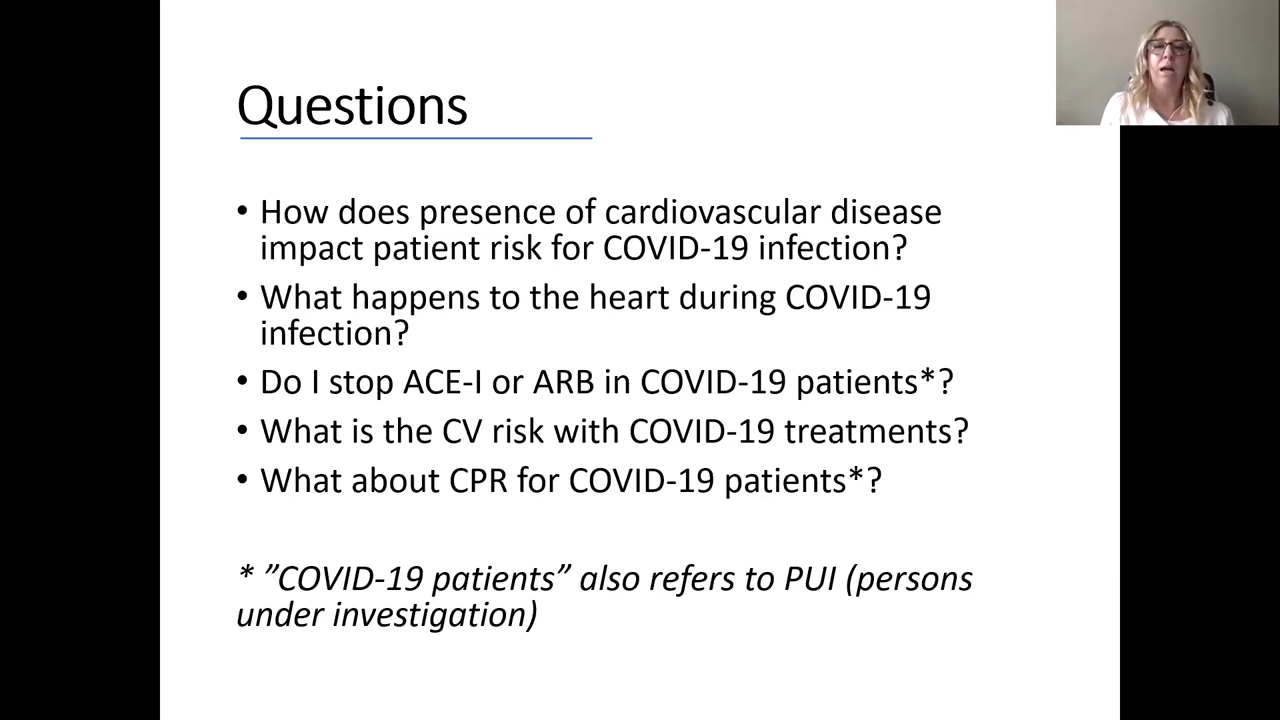 Questions
• How does presence of cardiovascular disease
impact patient risk for COVID-19 infection?
• What happens to the heart during COVID-19
infection?
• Do I stop ACE-I or ARB in COVID-19 patients*?
• What is the CV risk with COVID-19 treatments?
• What about CPR for COVID-19 patients*?
* ”COVID-19 patients” also refers to PUI (persons
under investigation)